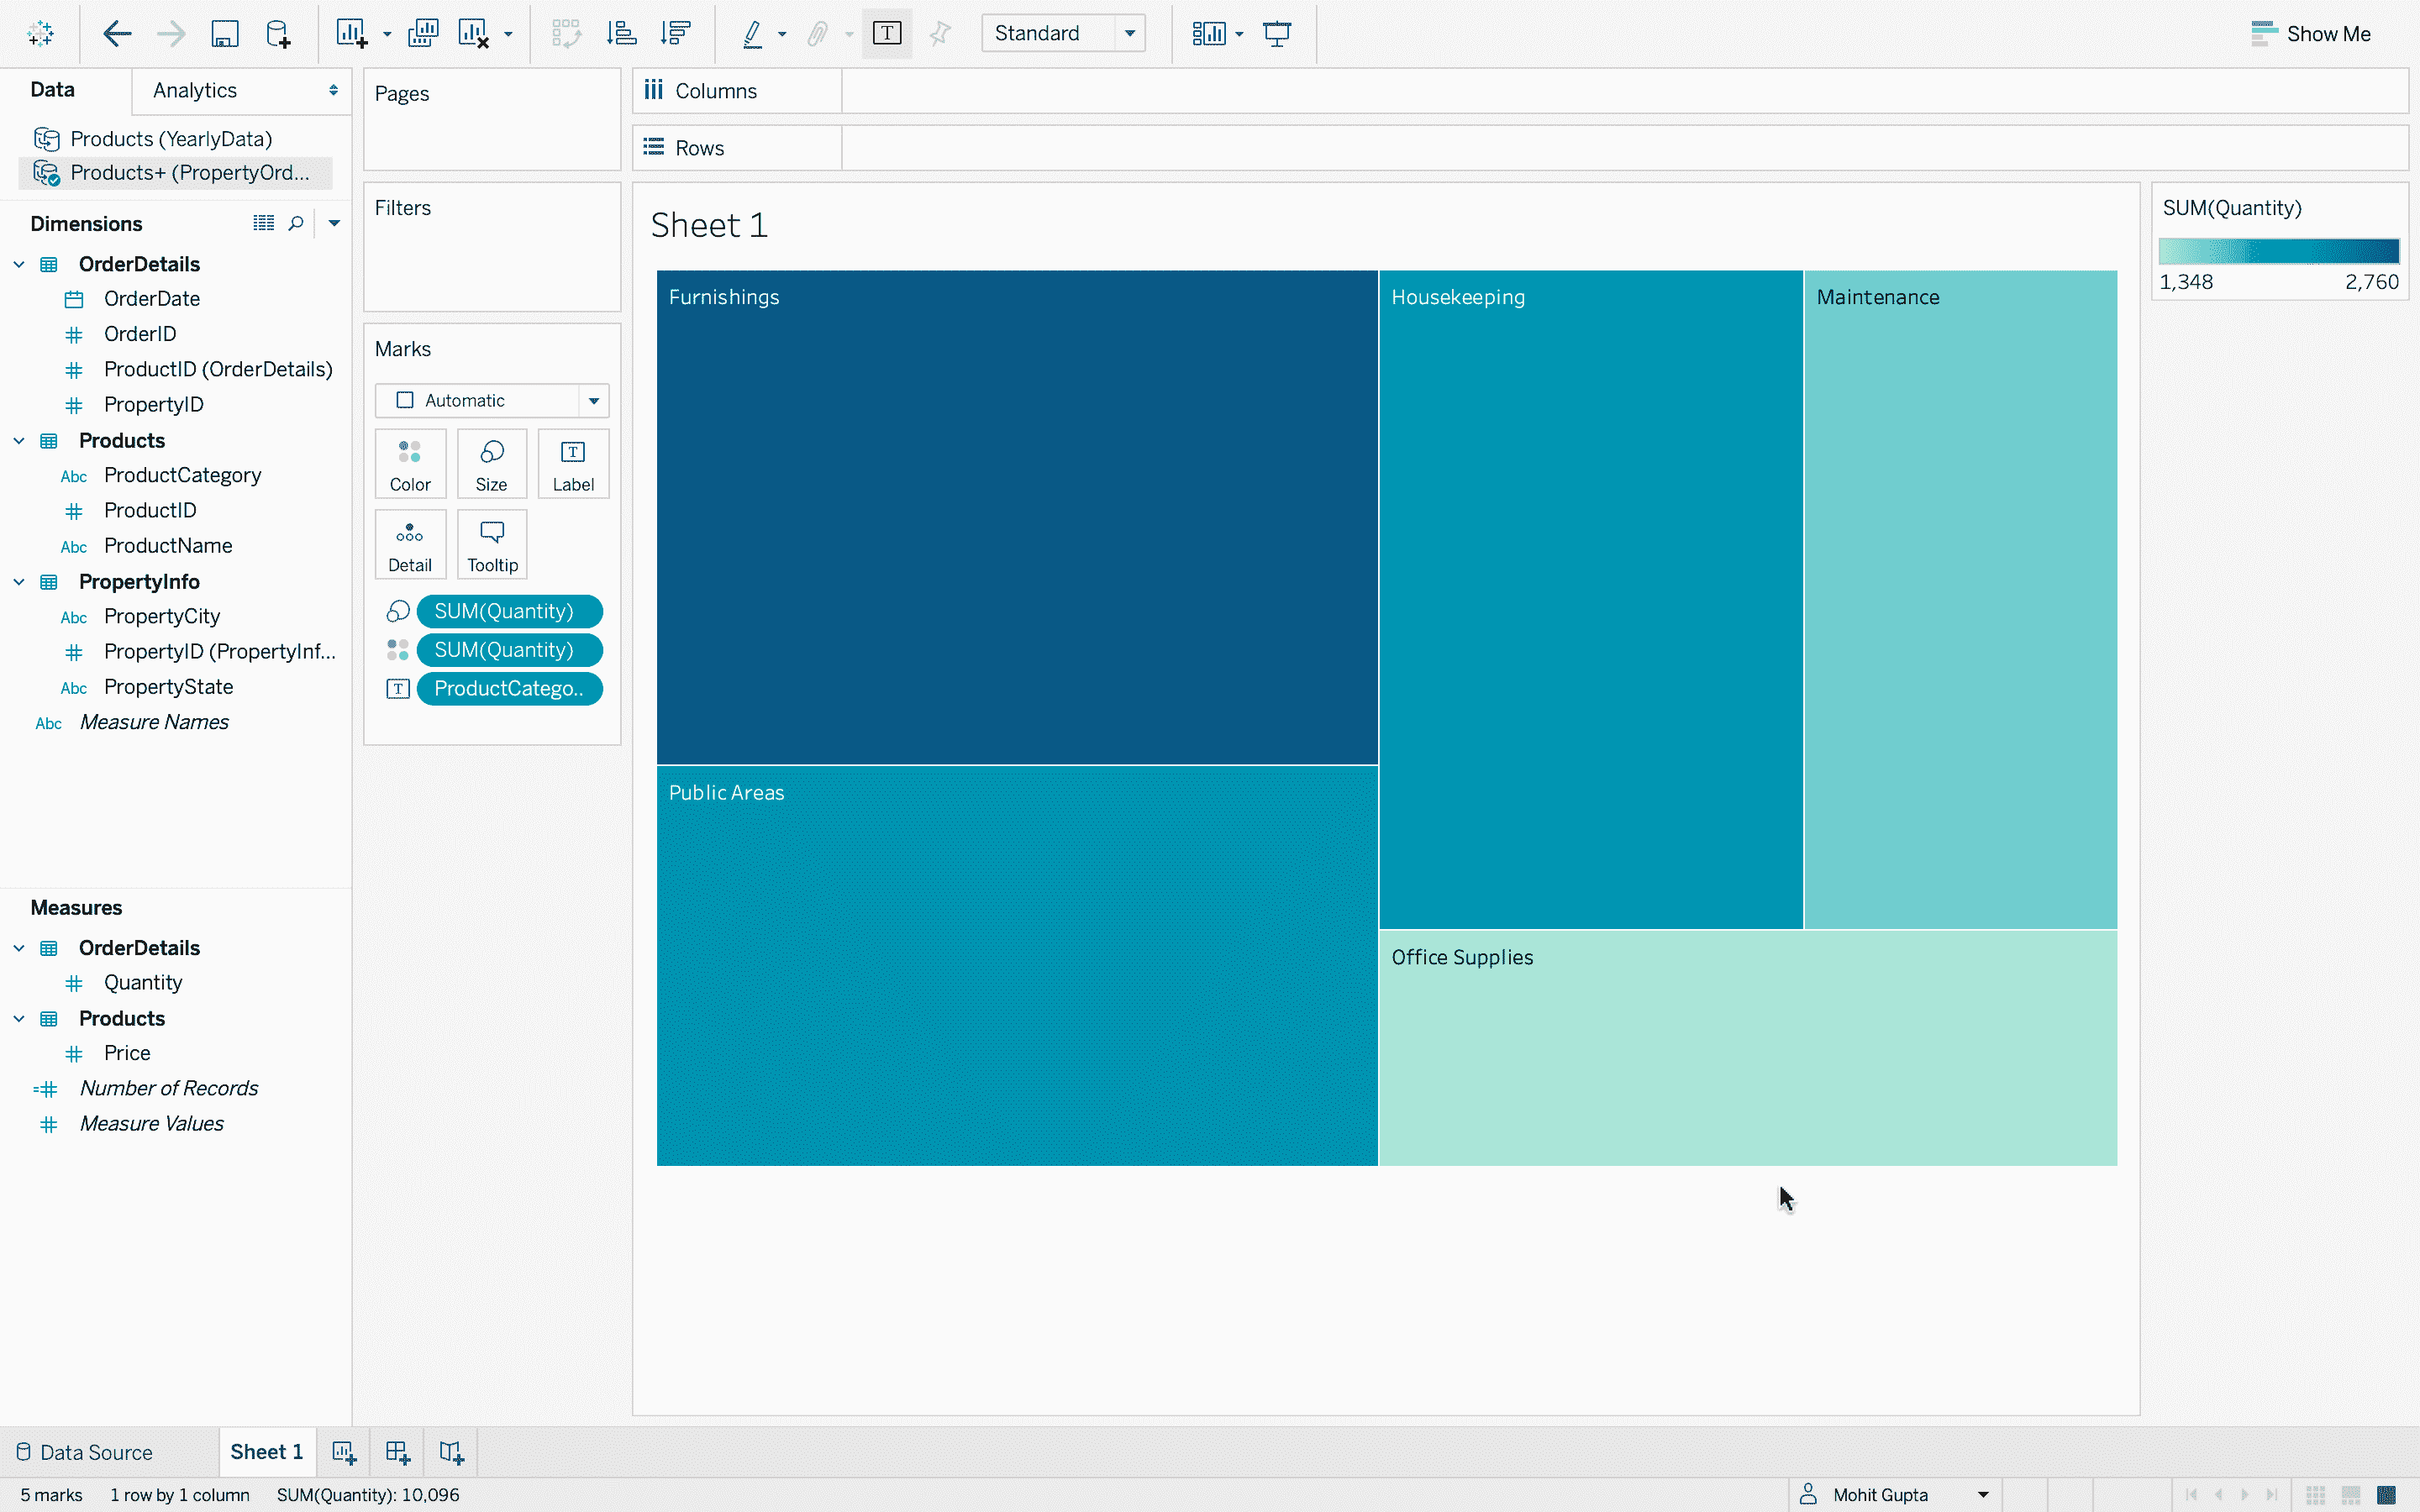 Standard
Show Me
Data
Analytics
Products (YearlyData)
Products+ (PropertyOrd...
Dimensions
OrderDetails
OrderDate
OrderID
ProductID (OrderDetails)
PropertyID
Products
Abc ProductCategory
ProductID
Abc ProductName
PropertyInfo
Abc PropertyCity
PropertyID (PropertyInf...
Abc PropertyState
Abc Measure Names
Measures
OrderDetails
Quantity
Products
Price
Number of Records
Measure Values
Pages
Filters
Marks
Automatic
Color
Size
T
Label
Detail
Tooltip
SUM(Quantity)
SUM(Quantity)
T ProductCatego..
Columns
Rows
Sheet 1
Furnishings
Housekeeping
Maintenance
Public Areas
Office Supplies
SUM(Quantity)
1,348 2,760
Data Source
Sheet 1
5 marks 1 row by 1 column SUM(Quantity): 10,096
Mohit Gupta